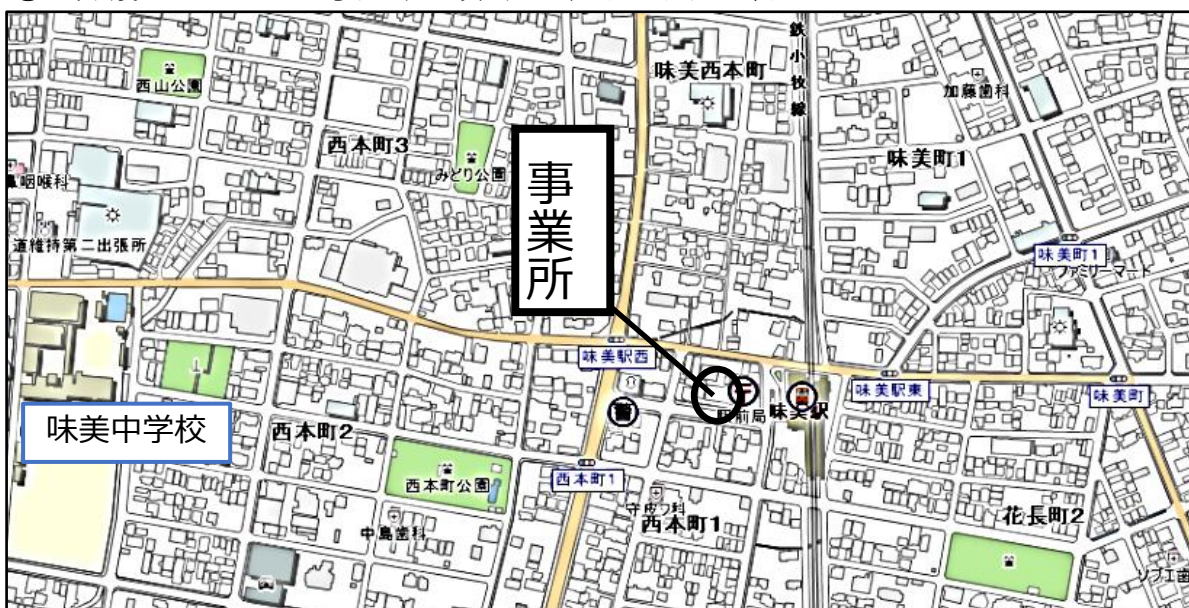 鉄小牧線
味美西本町
加藤歯科
西山公園
西本町3
みどり公園
味美町1
事業所
咽喉科
道維持第二出張所
味美町1
ファミリーマート
味美駅西
味美駅東
味美町
駅前局
味美駅
味美中学校
西本町2
西本町公園
西本町1
西本町1
中島歯科
花長町2